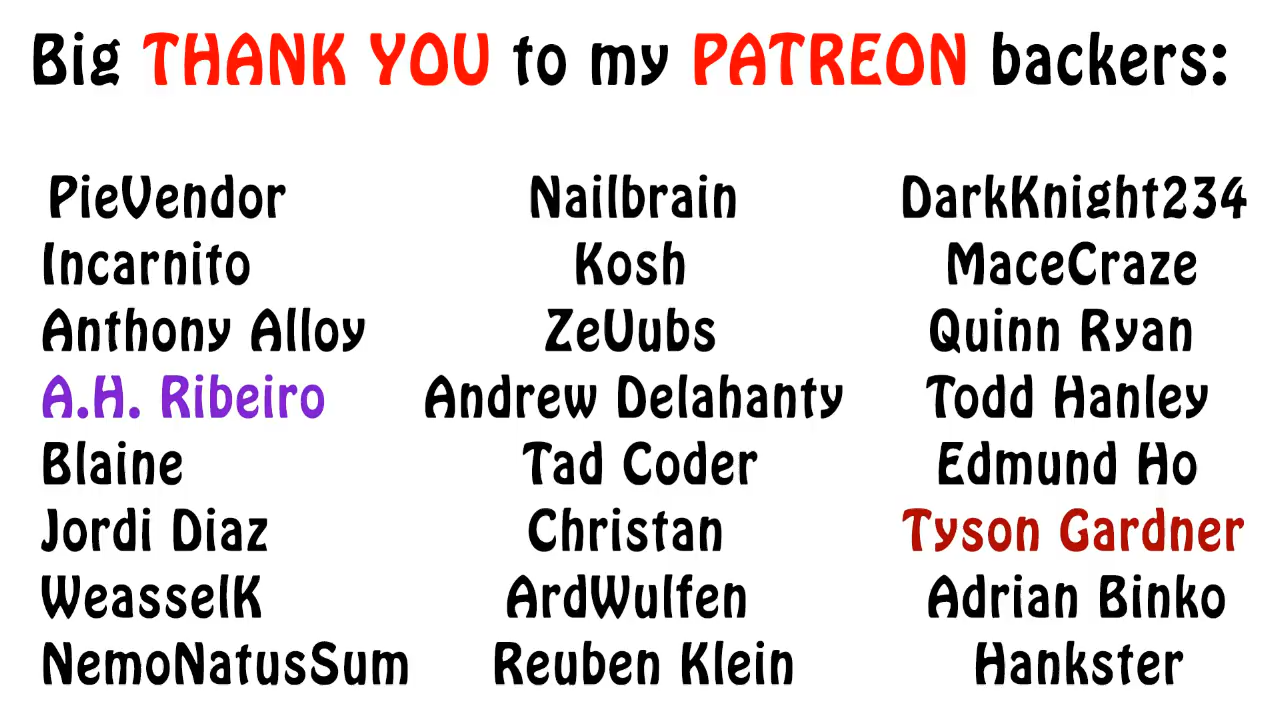 Big THANK YOU to my PATREON backers:
PieVendor
Incarnito
Anthony Alloy
A.H. Ribeiro
Blaine
Jordi Diaz
WeasselK
NemoNatusSum
Nailbrain
Kosh
ZeUubs
Andrew Delahanty
Tad Coder
Christan
ArdWulfen
Reuben Klein
DarkKnight234
MaceCraze
Quinn Ryan
Todd Hanley
Edmund Ho
Tyson Gardner
Adrian Binko
Hankster